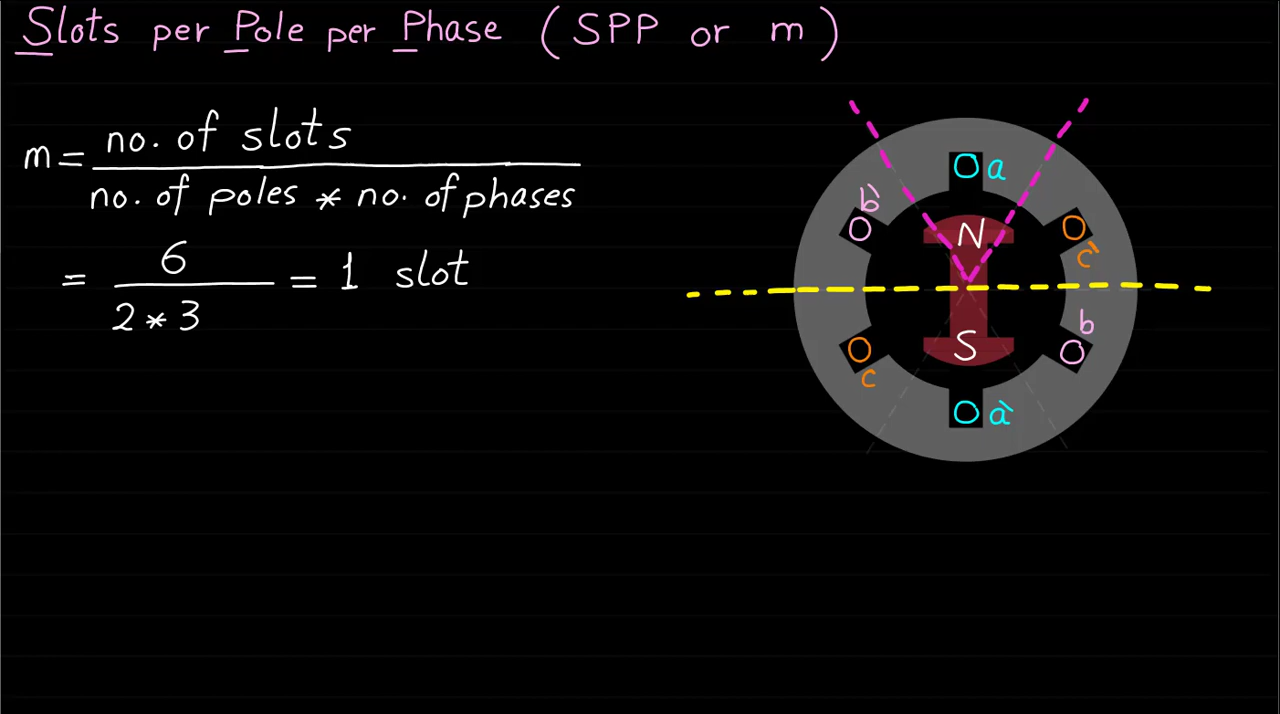 Slots per Pole per Phase (SPP or m)
m = no. of slots
no. of poles * no. of phases
= 6
2 * 3
= 1 slot
a
b`
c`
N
S
b
c
a`